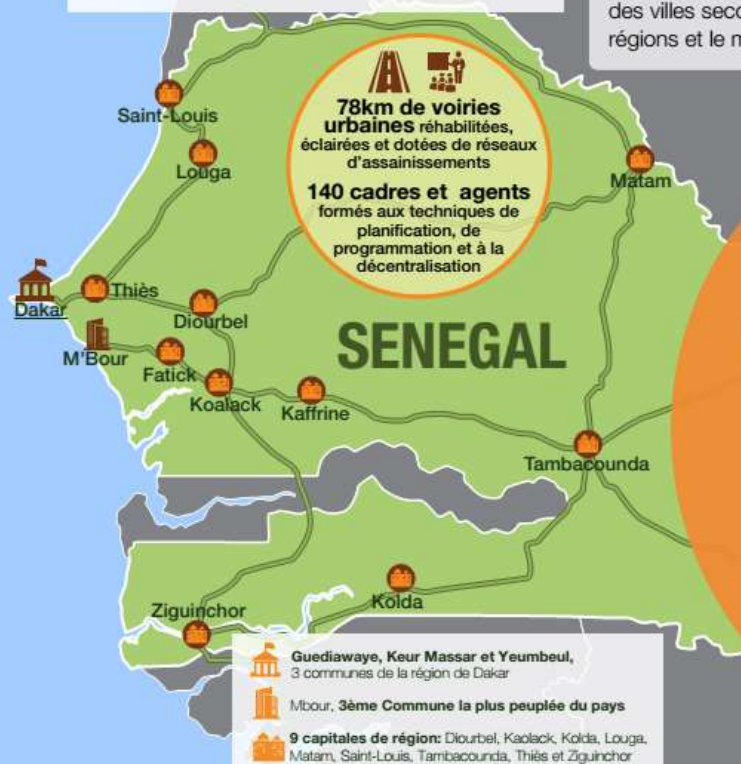 des villes seco
régions et le n
78km de voiries
urbaines réhabilitées,
éclairées et dotées de réseaux
d'assainissements
140 cadres et agents
formés aux techniques de
planification, de
programmation et à la
décentralisation
Saint-Louis
Louga
Matam
Dakar
Thiès
Diourbel
M'Bour
Fatick
Koalack
Kaffrine
SENEGAL
Tambacounda
Kolda
Ziguinchor
Guediawaye, Keur Massar et Yeumbeul,
3 communes de la région de Dakar
Mbour, 3ème Commune la plus peuplée du pays
9 capitales de région: Diourbel, Kaolack, Kolda, Louga,
Matam, Saint-Louis, Tambacounda, Thiès et Ziguinchor